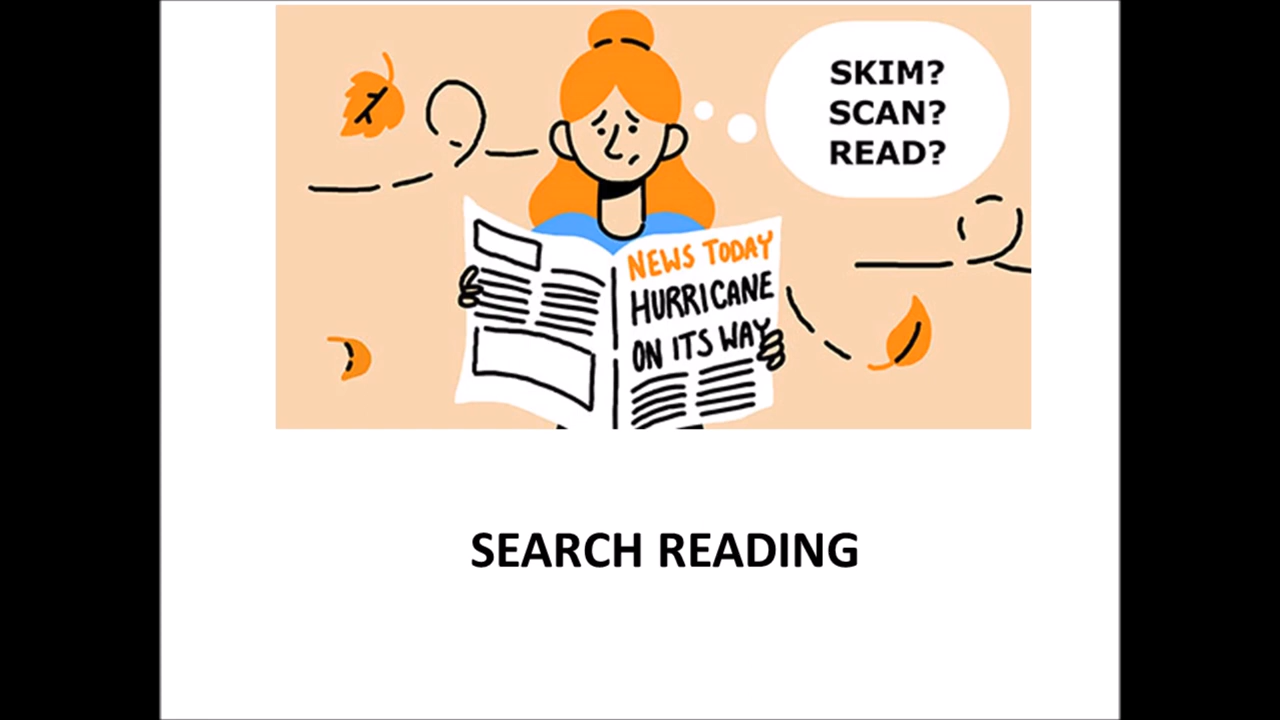 SKIM?
SCAN?
READ?
NEWS TODAY
HURRICANE
ON ITS WAY
SEARCH READING